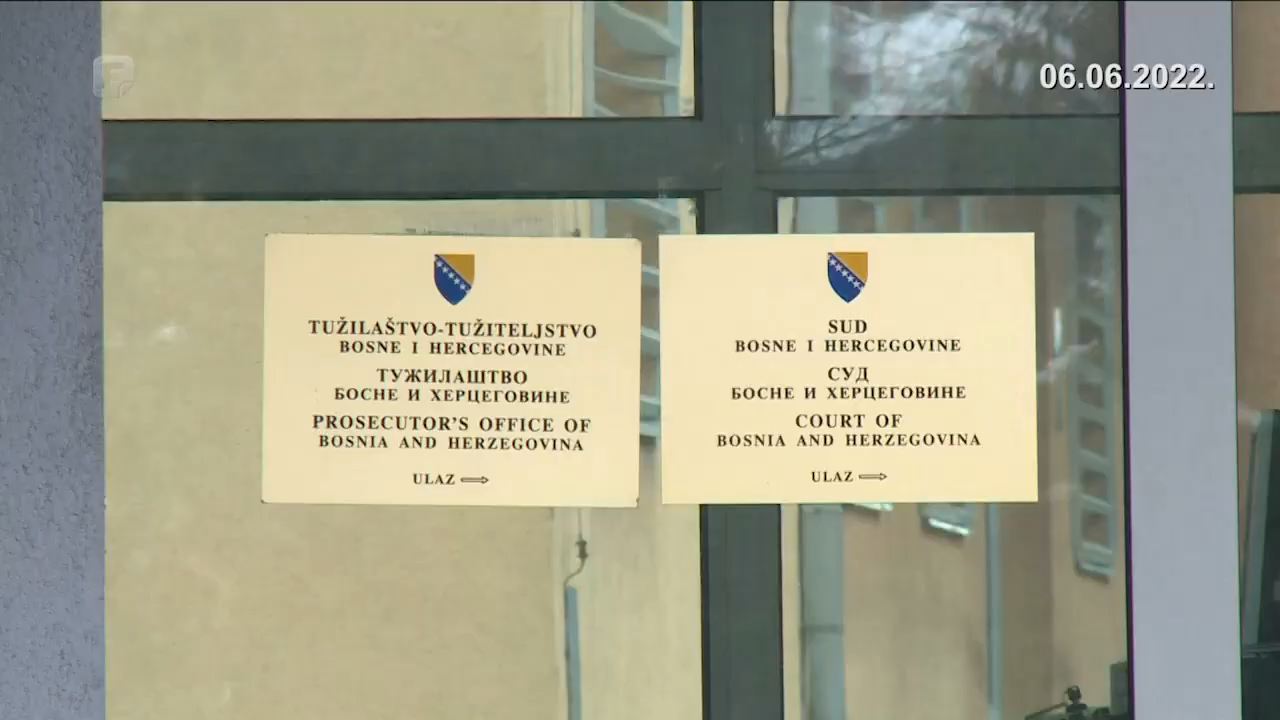 06.06.2022.
TUŽILAŠTVO-TUŽITELJSTVO
BOSNE I HERCEGOVINE
ТУЖИЛАШТВО
БОСНЕ И ХЕРЦЕГОВИНЕ
PROSECUTOR'S OFFICE OF
BOSNIA AND HERZEGOVINA
ULAZ
SUD
BOSNE I HERCEGOVINE
СУД
БОСНЕ И ХЕРЦЕГОВИНЕ
COURT OF
BOSNIA AND HERZEGOVINA
ULAZ